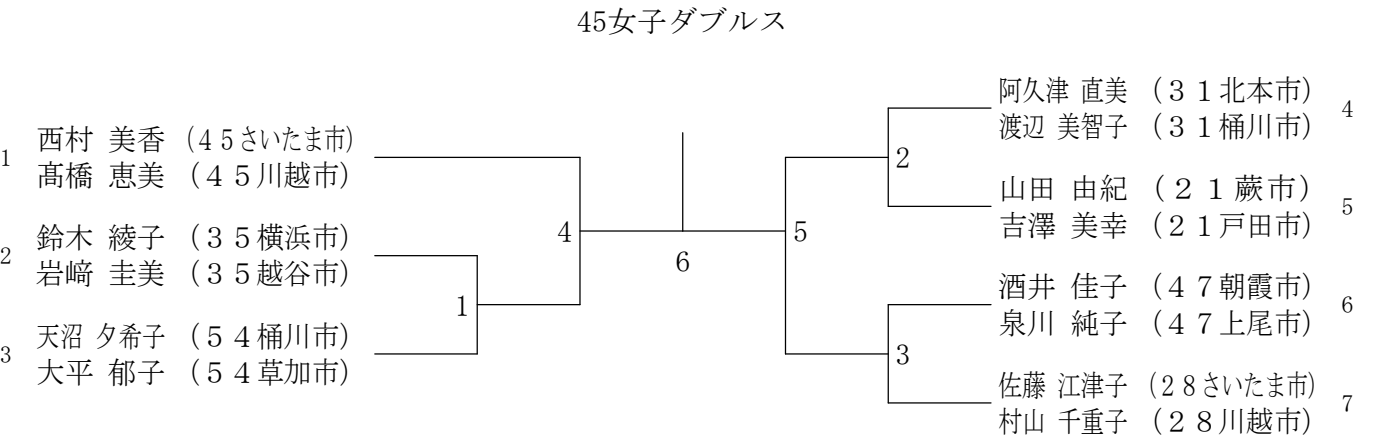 45女子ダブルス
1
西村 美香 (45さいたま市)
髙橋 恵美 (45川越市)
2
鈴木 綾子 (35横浜市)
岩﨑 圭美 (35越谷市)
3
天沼 夕希子 (54桶川市)
大平 郁子 (54草加市)
1
4
6
5
2
3
阿久津 直美 (31北本市)
渡辺 美智子 (31桶川市)
4
山田 由紀 (21蕨市)
吉澤 美幸 (21戸田市)
5
酒井 佳子 (47朝霞市)
泉川 純子 (47上尾市)
6
佐藤 江津子 (28さいたま市)
村山 千重子 (28川越市)
7